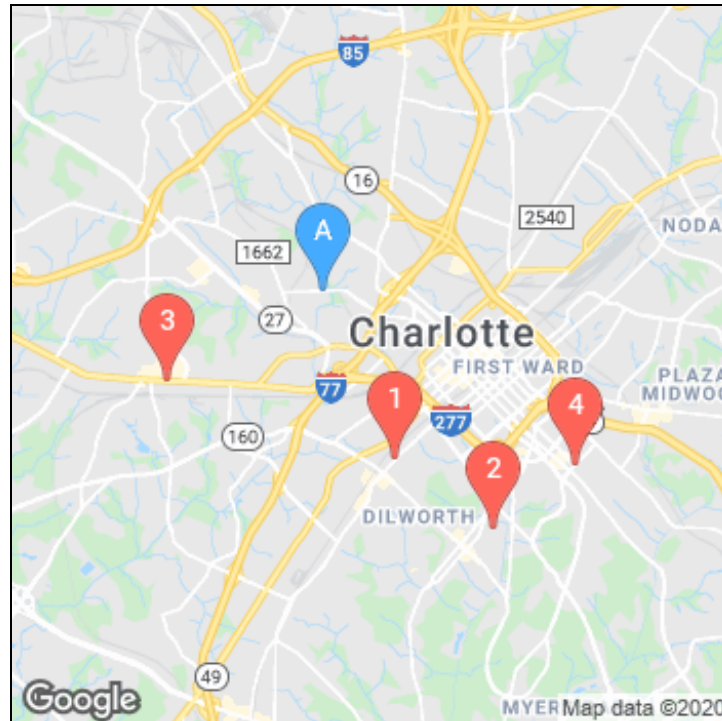 85
16
2540
NODA
A
1662
3
27
Charlotte
FIRST WARD
PLAZA
MIDWOO
77
1
277
4
160
2
DILWORTH
49
MYER
Google
Map data ©2020